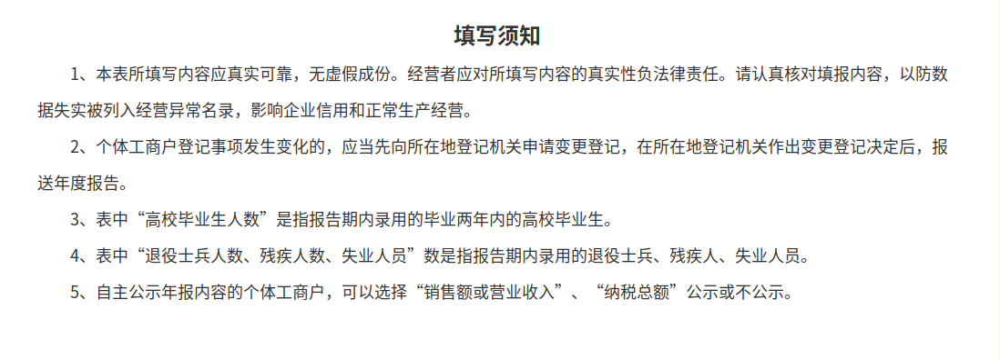 填写须知
1、本表所填写内容应真实可靠，无虚假成份。经营者应对所填写内容的真实性负法律责任。请认真核对填报内容，以防数
据失实被列入经营异常名录，影响企业信用和正常生产经营。
2、个体工商户登记事项发生变化的，应当先向所在地登记机关申请变更登记，在所在地登记机关作出变更登记决定后，报
送年度报告。
3、表中“高校毕业生人数”是指报告期内录用的毕业两年内的高校毕业生。
4、表中“退役士兵人数、残疾人数、失业人员”数是指报告期内录用的退役士兵、残疾人、失业人员。
5、自主公示年报内容的个体工商户，可以选择“销售额或营业收入”、“纳税总额”公示或不公示。